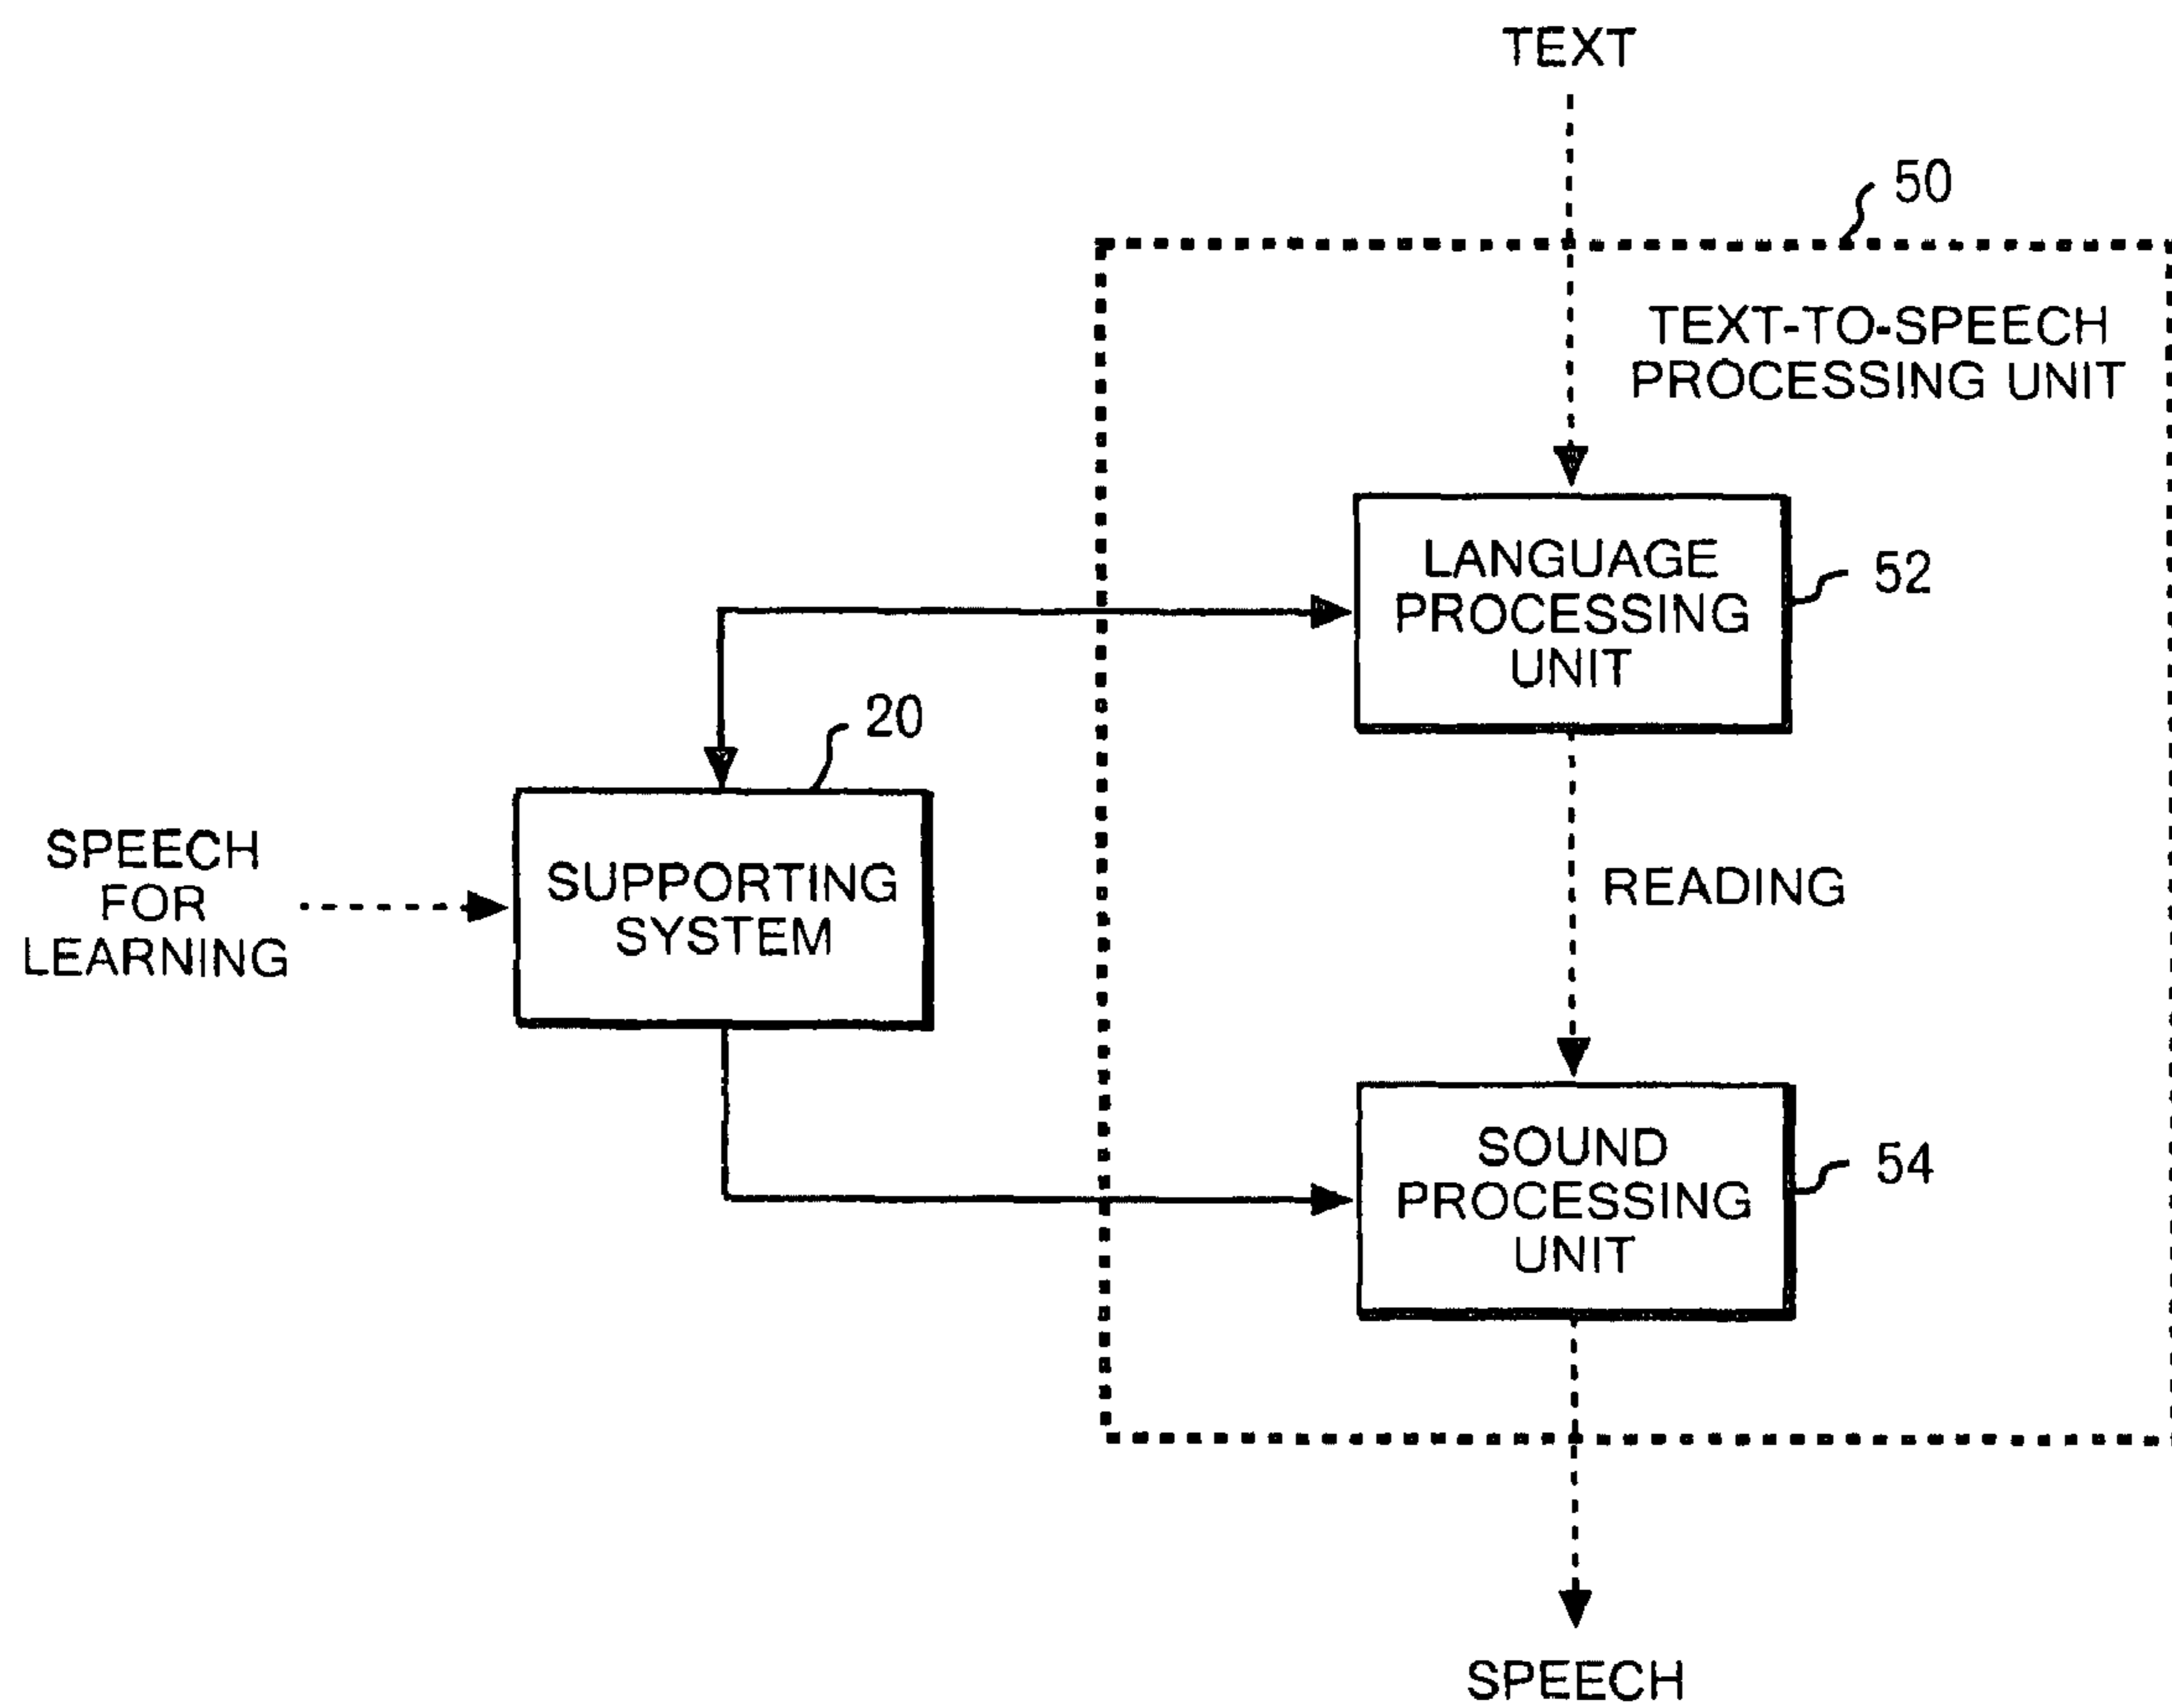 TEXT
50
TEXT-TO-SPEECH
PROCESSING UNIT
LANGUAGE
PROCESSING
UNIT
52
20
SPEECH
FOR
LEARNING
SUPPORTING
SYSTEM
READING
SOUND
PROCESSING
UNIT
54
SPEECH